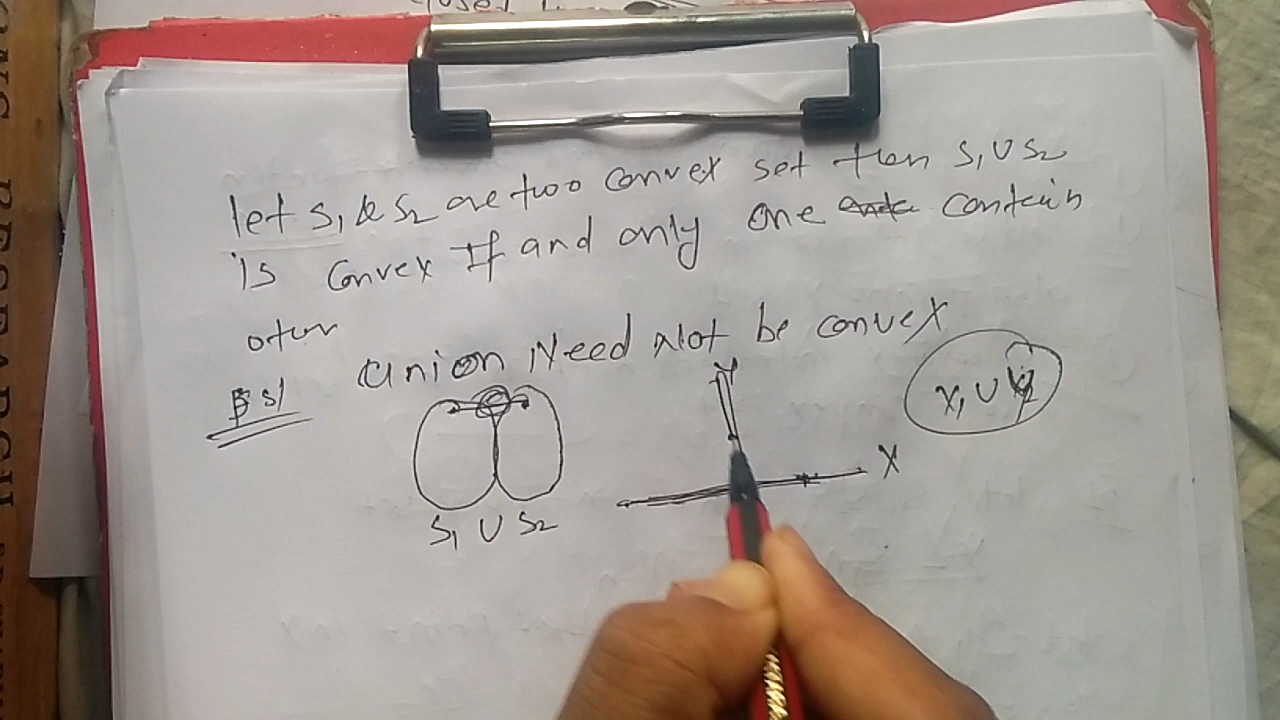 let S1 & S2 are two convex set then S1 U S2
is convex If and only one contain
other
Union Need Not be convex
S1 U S2
Y
X